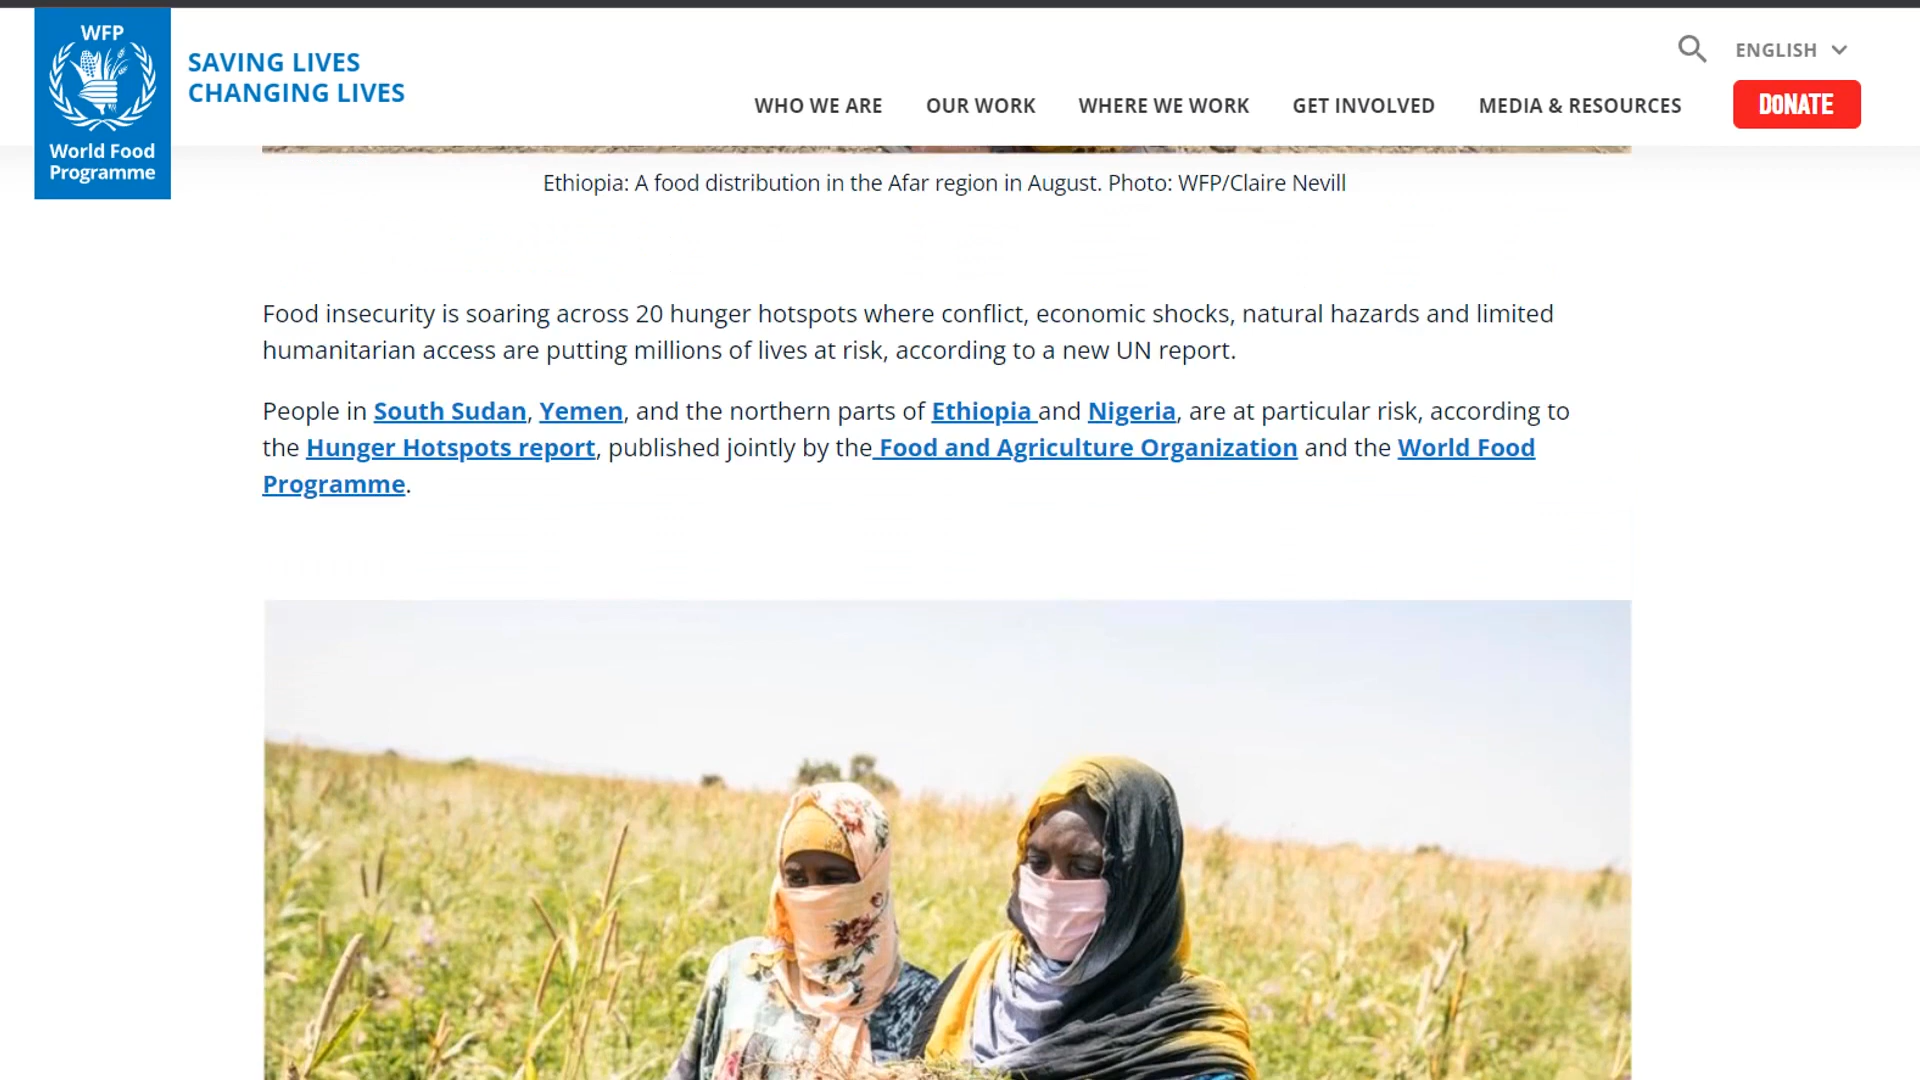 WFP
World Food
Programme
SAVING LIVES
CHANGING LIVES
ENGLISH
WHO WE ARE
OUR WORK
WHERE WE WORK
GET INVOLVED
MEDIA & RESOURCES
DONATE
Ethiopia: A food distribution in the Afar region in August. Photo: WFP/Claire Nevill
Food insecurity is soaring across 20 hunger hotspots where conflict, economic shocks, natural hazards and limited
humanitarian access are putting millions of lives at risk, according to a new UN report.
People in South Sudan, Yemen, and the northern parts of Ethiopia and Nigeria, are at particular risk, according to
the Hunger Hotspots report, published jointly by the Food and Agriculture Organization and the World Food
Programme.